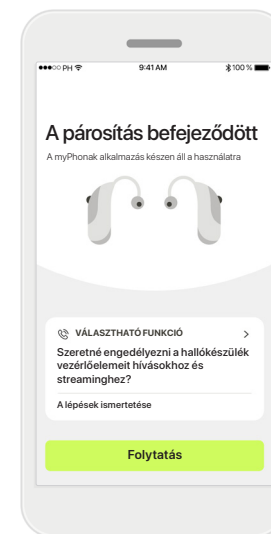 PH 9:41 AM 100 %
A párosítás befejeződött
A myPhonak alkalmazás készen áll a használatra
VÁLASZTHATÓ FUNKCIÓ
Szeretné engedélyezni a hallókészülék
vezérlőelemeit hívásokhoz és
streaminghez?
A lépések ismertetése
Folytatás